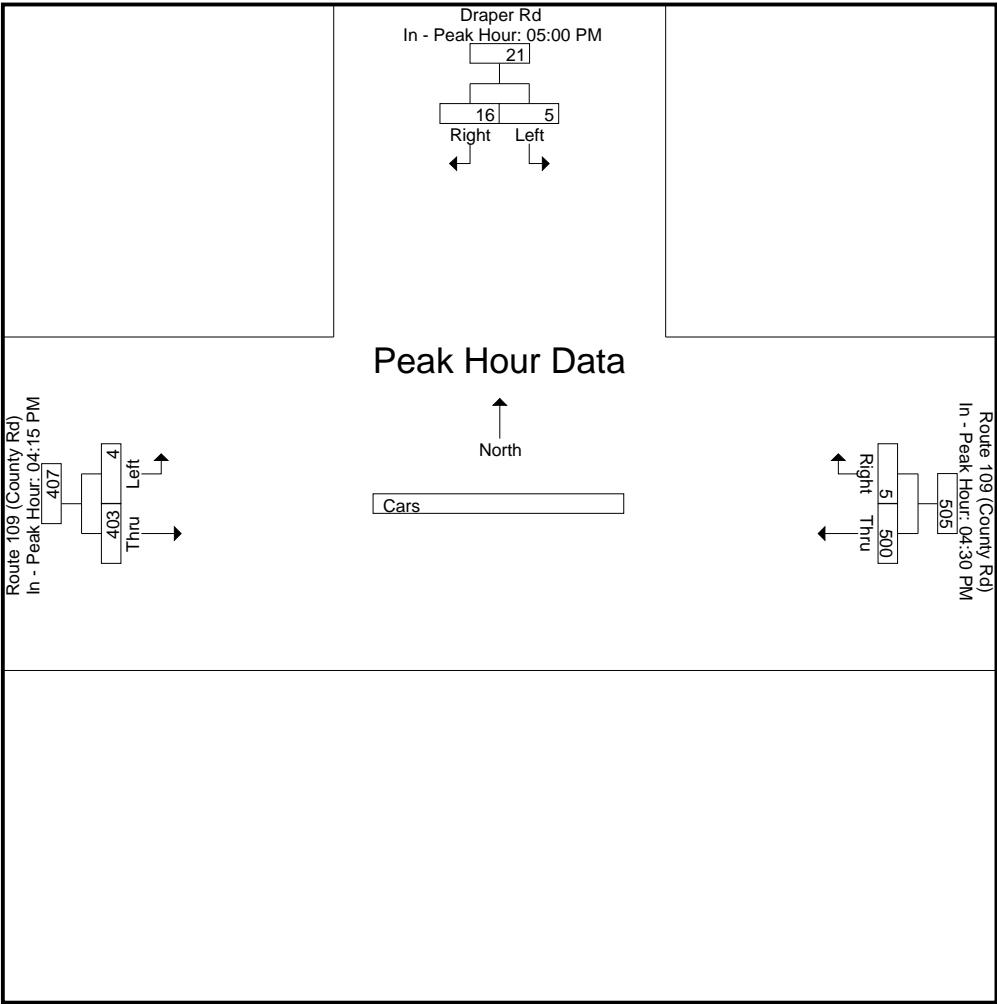 Draper Rd
In - Peak Hour: 05:00 PM
21
16 5
Right Left
Peak Hour Data
North
Cars
Route 109 (County Rd)
In - Peak Hour: 04:15 PM
407
4 403
Left Thru
Route 109 (County Rd)
In - Peak Hour: 04:30 PM
505
5 500
Right Thru